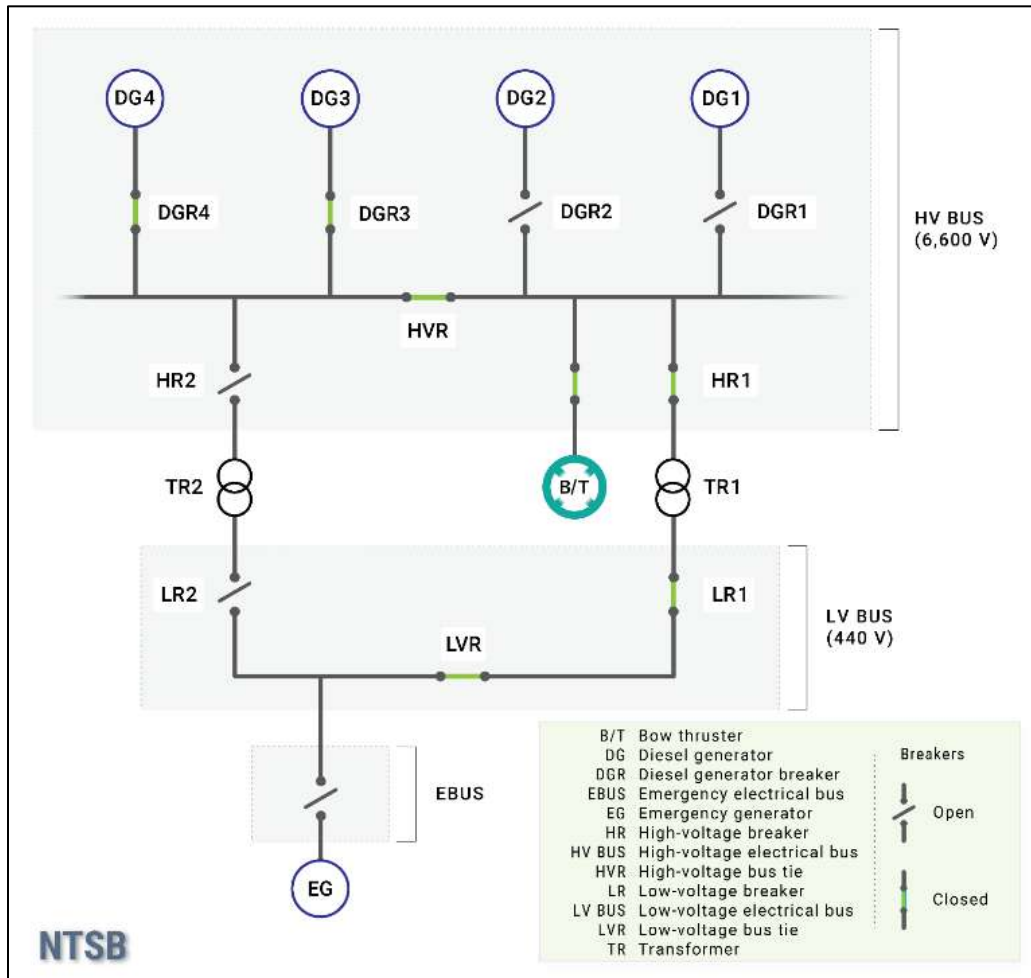 DG4 DG3 DG2 DG1
DGR4 DGR3 DGR2 DGR1
HV BUS
(6,600 V)
HVR
HR2 HR1
TR2 B/T TR1
LR2 LR1
LV BUS
(440 V)
LVR
EBUS
EG
B/T Bow thruster
DG Diesel generator
DGR Diesel generator breaker
EBUS Emergency electrical bus
EG Emergency generator
HR High-voltage breaker
HV BUS High-voltage electrical bus
HVR High-voltage bus tie
LR Low-voltage breaker
LV BUS Low-voltage electrical bus
LVR Low-voltage bus tie
TR Transformer
Breakers
Open
Closed
NTSB